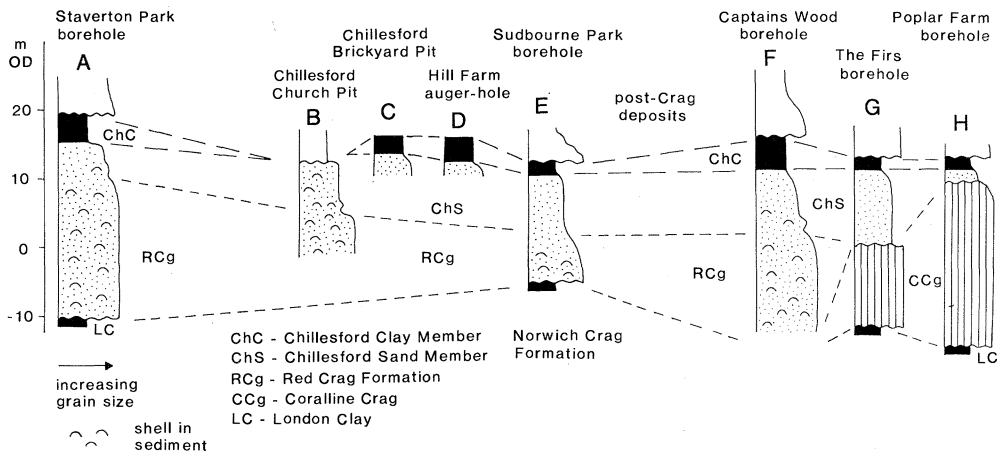 Staverton Park
borehole
A
m
OD
20
10
0
-10
ChC
RCg
LC
Chillesford
Church Pit
B
Chillesford
Brickyard Pit
C
Hill Farm
auger-hole
D
ChS
RCg
Sudbourne Park
borehole
E
post-Crag
deposits
ChC
Captains Wood
borehole
F
ChS
RCg
The Firs
borehole
G
CCg
Poplar Farm
borehole
H
LC
Norwich Crag
Formation
increasing
grain size
shell in
sediment
ChC - Chillesford Clay Member
ChS - Chillesford Sand Member
RCg - Red Crag Formation
CCg - Coralline Crag
LC - London Clay